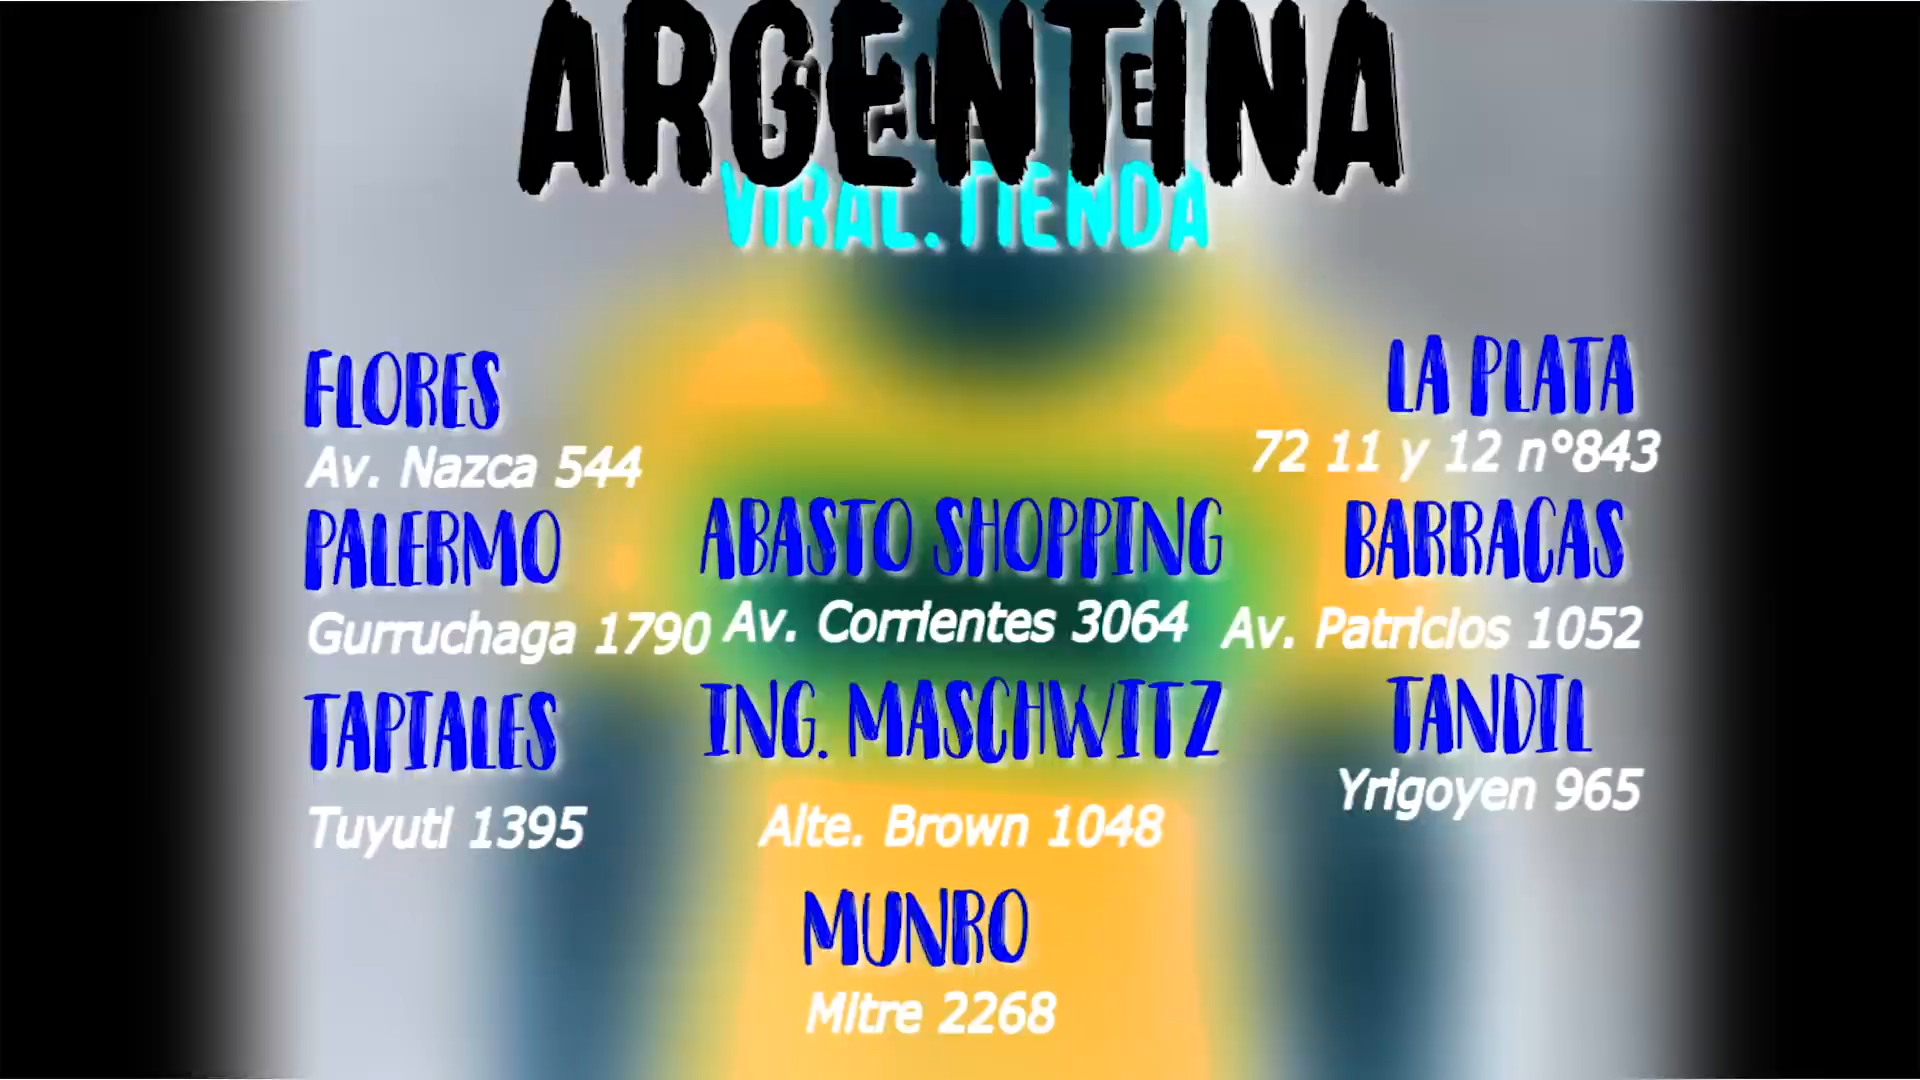 ARGENTINA
VIRAL.TIENDA
FLORES
Av. Nazca 544
PALERMO
Gurruchaga 1790
TAPIALES
Tuyuti 1395
ABASTO SHOPPING
Av. Corrientes 3064
ING. MASCHWITZ
Alte. Brown 1048
MUNRO
Mitre 2268
LA PLATA
72 11 y 12 n°843
BARRACAS
Av. Patricios 1052
TANDIL
Yrigoyen 965